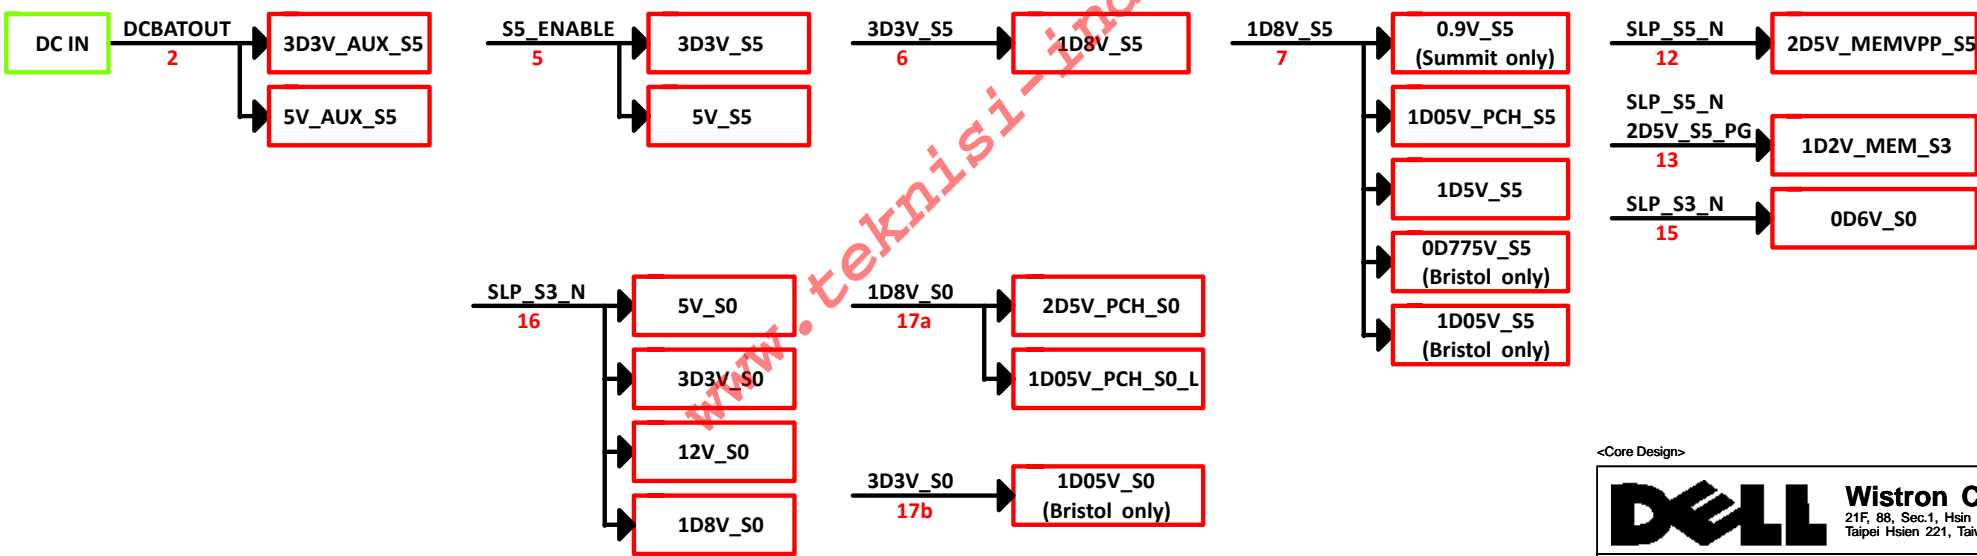 DC IN
DCBATOUT
2
3D3V_AUX_S5
5V_AUX_S5
S5_ENABLE
5
3D3V_S5
5V_S5
3D3V_S5
6
1D8V_S5
1D8V_S5
7
0.9V_S5
(Summit only)
1D05V_PCH_S5
1D5V_S5
0D775V_S5
(Bristol only)
1D05V_S5
(Bristol only)
SLP_S5_N
12
2D5V_MEMVPP_S5
SLP_S5_N
2D5V_S5_PG
13
1D2V_MEM_S3
SLP_S3_N
15
0D6V_S0
SLP_S3_N
16
5V_S0
3D3V_S0
12V_S0
1D8V_S0
1D8V_S0
17a
2D5V_PCH_S0
1D05V_PCH_S0_L
3D3V_S0
17b
1D05V_S0
(Bristol only)
www.teknisi-ind
<Core Design>
DELL
Wistron C
21F, 88, Sec.1, Hsin
Taipei Hsien 221, Taiw